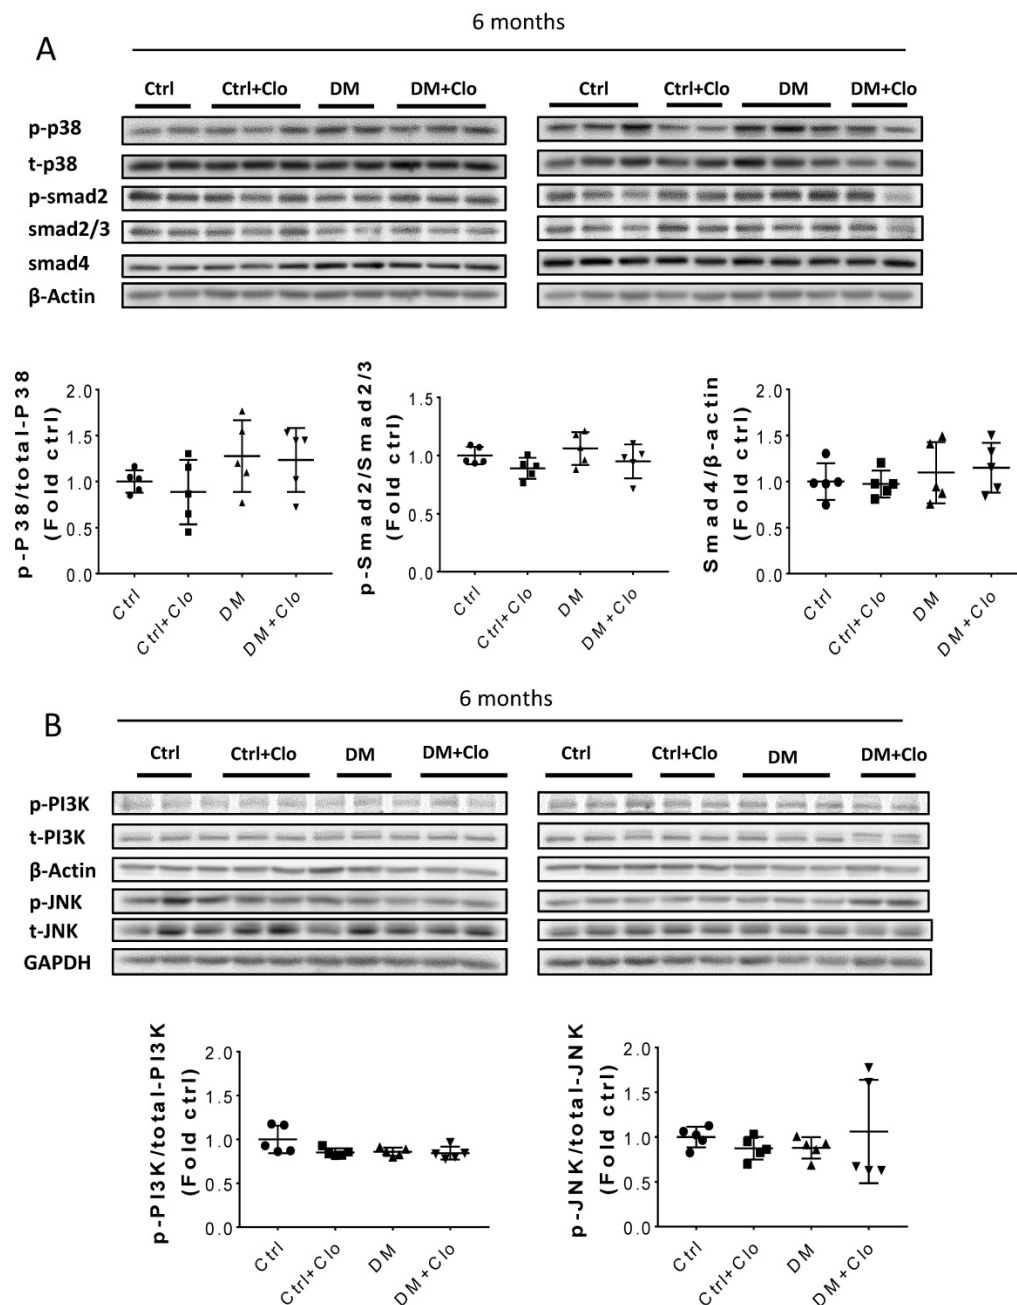 6 months
A
Ctrl Ctrl+Clo DM DM+Clo Ctrl Ctrl+Clo DM DM+Clo
p-p38
t-p38
p-smad2
smad2/3
smad4
β-Actin
p-P38/total-P38
(Fold ctrl)
2.0
1.5
1.0
0.5
0.0
Ctrl
Ctrl+Clo
DM
DM+Clo
p-Smad2/Smad2/3
(Fold ctrl)
1.5
1.0
0.5
0.0
Ctrl
Ctrl+Clo
DM
DM+Clo
Smad4/β-actin
(Fold ctrl)
2.0
1.5
1.0
0.5
0.0
Ctrl
Ctrl+Clo
DM
DM+Clo
6 months
B
Ctrl Ctrl+Clo DM DM+Clo Ctrl Ctrl+Clo DM DM+Clo
p-PI3K
t-PI3K
β-Actin
p-JNK
t-JNK
GAPDH
p-PI3K/total-PI3K
(Fold ctrl)
2.0
1.5
1.0
0.5
0.0
Ctrl
Ctrl+Clo
DM
DM+Clo
p-JNK/total-JNK
(Fold ctrl)
2.0
1.5
1.0
0.5
0.0
Ctrl
Ctrl+Clo
DM
DM+Clo